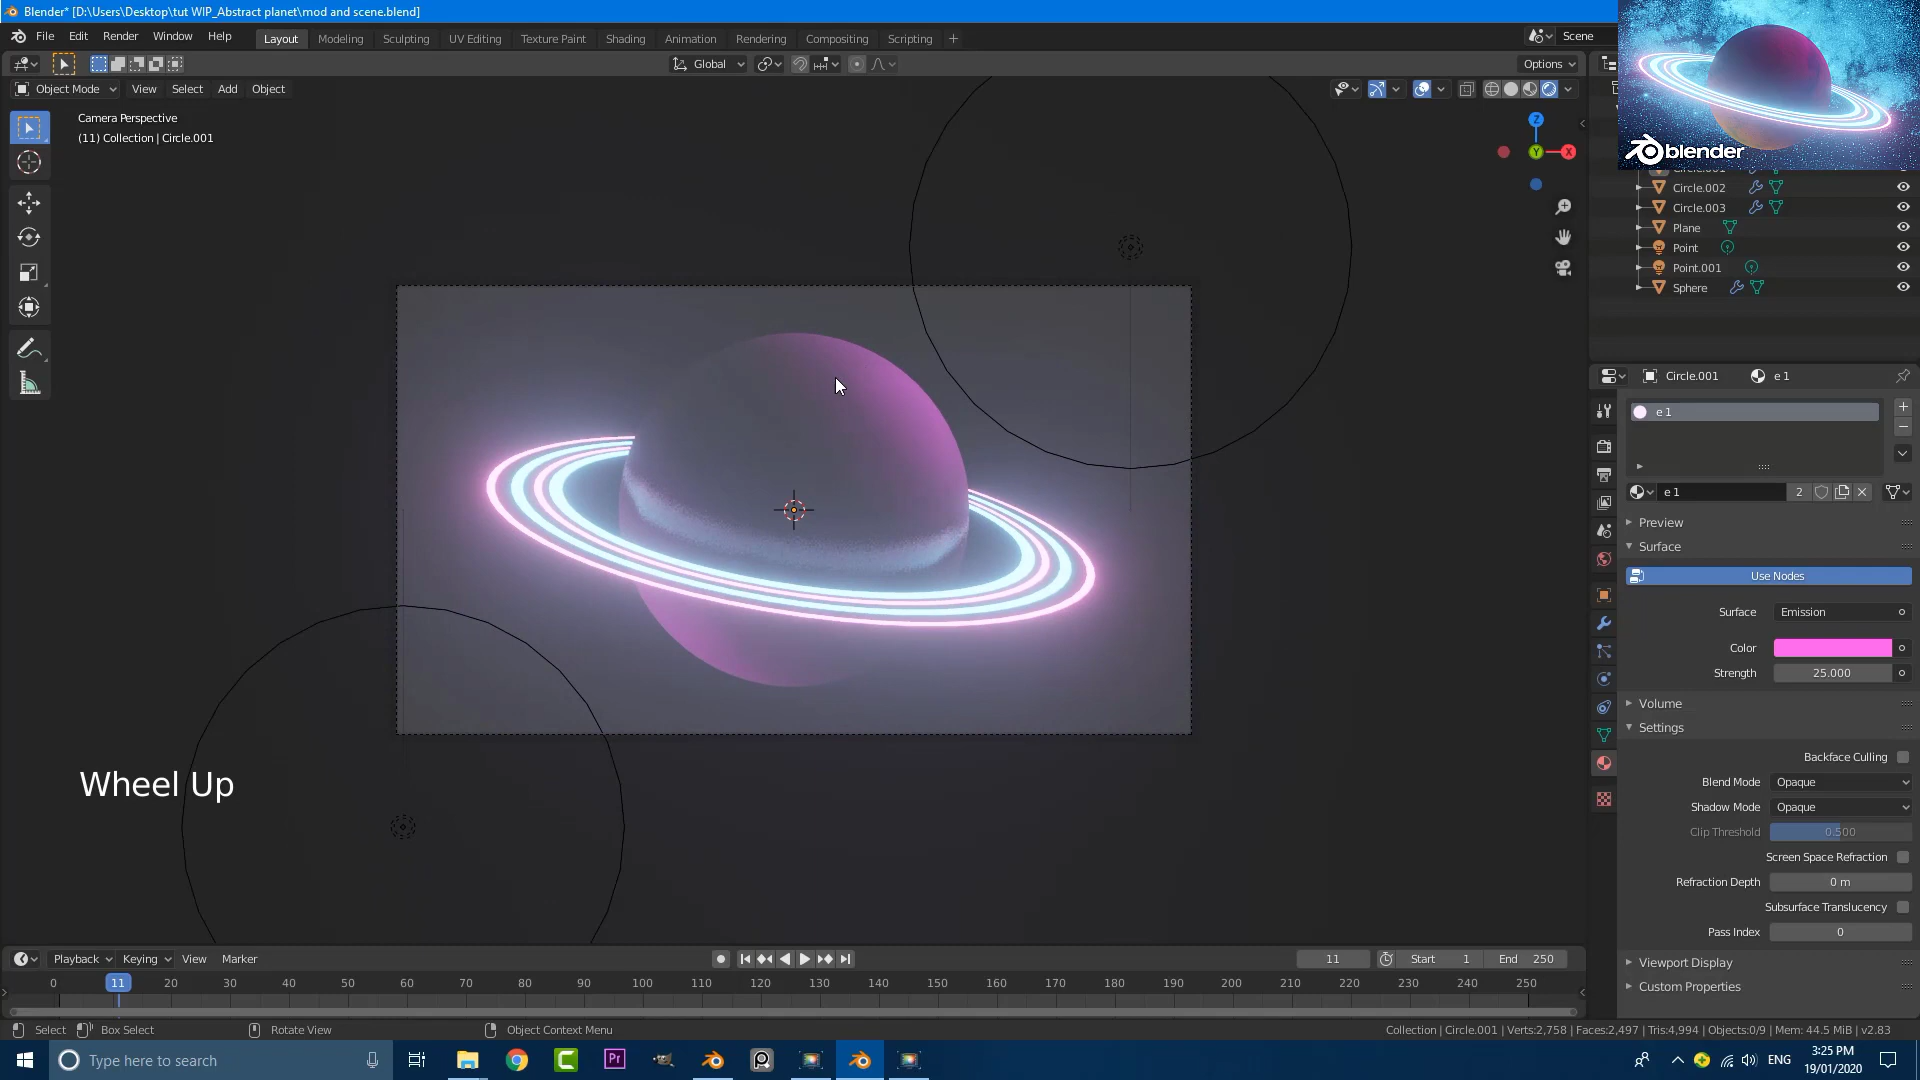 Blender* [D:\Users\Desktop\tut WIP_Abstract planet\mod and scene.blend]
File Edit Render Window Help Layout Modeling Sculpting UV Editing Texture Paint Shading Animation Rendering Compositing Scripting + Scene
Global Options
Object Mode View Select Add Object
Camera Perspective
(11) Collection | Circle.001
Z
Y X
blender
Circle.002
Circle.003
Plane
Point
Point.001
Sphere
Circle.001 e 1
e 1
e 1 2
Preview
Surface
Use Nodes
Surface Emission
Color
Strength 25.000
Volume
Settings
Backface Culling
Blend Mode Opaque
Shadow Mode Opaque
Clip Threshold 0.500
Screen Space Refraction
Refraction Depth 0 m
Subsurface Translucency
Pass Index 0
Viewport Display
Custom Properties
Wheel Up
Playback Keying View Marker 11 Start 1 End 250
0 11 20 30 40 50 60 70 80 90 100 110 120 130 140 150 160 170 180 190 200 210 220 230 240 250
Select Box Select Rotate View Object Context Menu Collection | Circle.001 | Verts:2,758 | Faces:2,497 | Tris:4,994 | Objects:0/9 | Mem: 44.5 MiB | v2.83
Type here to search Pr ENG 3:25 PM
19/01/2020